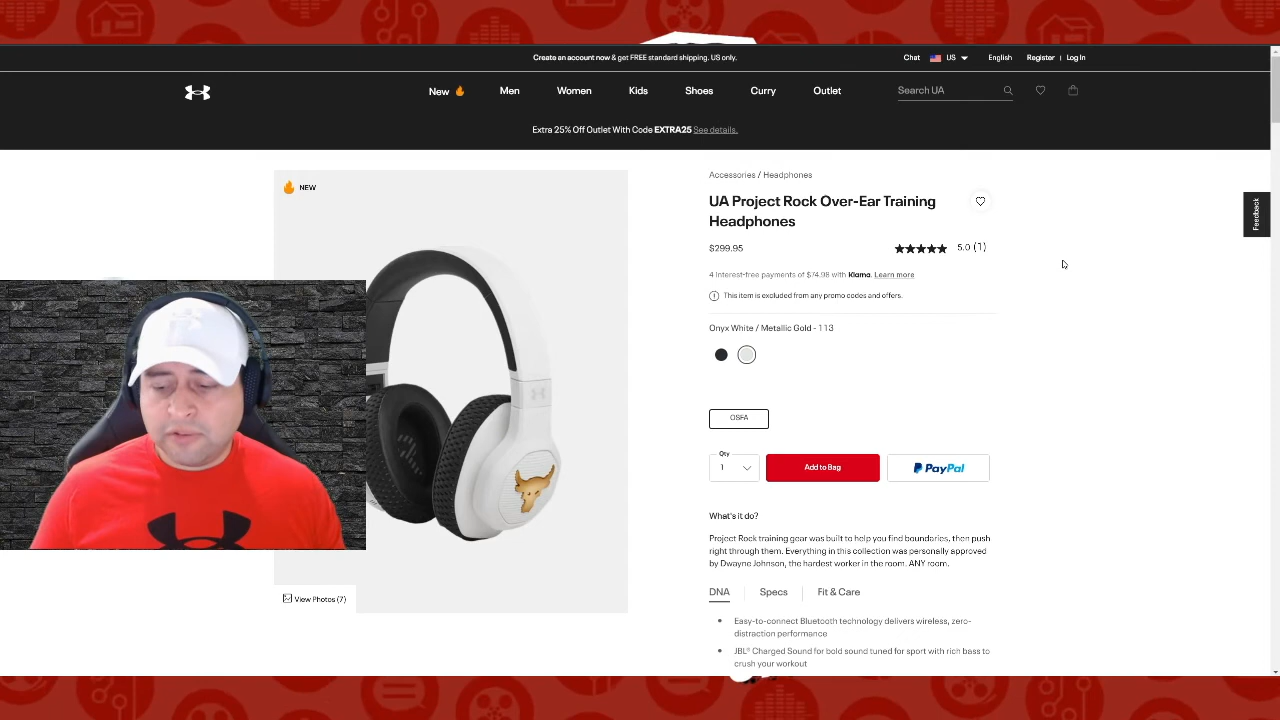 Create an account now & get FREE standard shipping. US only.
Chat US English Register | Log In
New Men Women Kids Shoes Curry Outlet Search UA
Extra 25% Off Outlet With Code EXTRA25 See details.
NEW
Accessories / Headphones
UA Project Rock Over-Ear Training
Headphones
$299.95 5.0 (1)
4 interest-free payments of $74.98 with Klarna. Learn more
This item is excluded from any promo codes and offers.
Onyx White / Metallic Gold - 113
OSFA
Qty
1 Add to Bag PayPal
What's it do?
Project Rock training gear was built to help you find boundaries, then push
right through them. Everything in this collection was personally approved
by Dwayne Johnson, the hardest worker in the room. ANY room.
DNA Specs Fit & Care
Easy-to-connect Bluetooth technology delivers wireless, zero-
distraction performance
JBL® Charged Sound for bold sound tuned for sport with rich bass to
crush your workout
View Photos (7)
Feedback